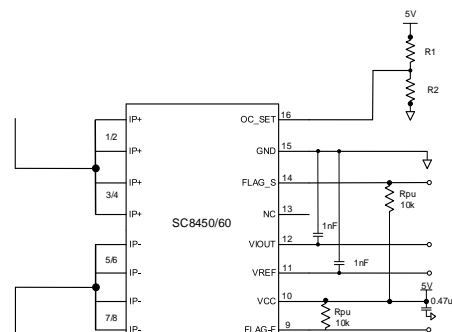 5V
R1
R2
IP+
1/2
IP+
IP+
3/4
IP+
IP-
5/6
IP-
IP-
7/8
IP-
SC8450/60
OC_SET 16
GND 15
FLAG_S 14
NC 13
VIOUT 12
VREF 11
VCC 10
FLAG-F 9
1nF
1nF
Rpu
10k
Rpu
10k
5V
0.47u